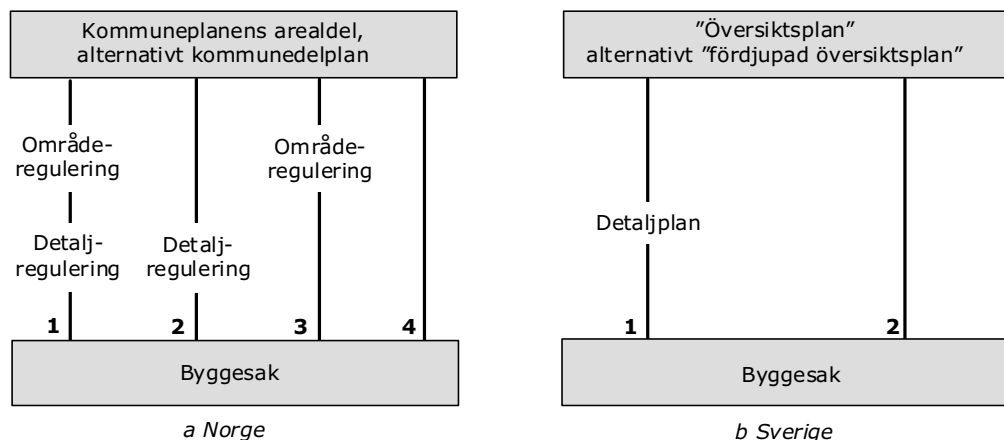 Kommuneplanens arealdel,
alternativt kommunedelplan
Område-
regulering
Område-
regulering
Detalj-
regulering
Detalj-
regulering
1
2
3
4
Byggesak
a Norge
”Översiktsplan”
alternativt ”fördjupad översiktsplan”
Detaljplan
1
2
Byggesak
b Sverige